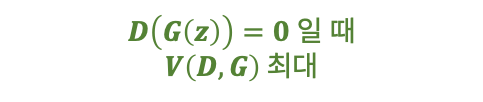 D(G(z)) = 0 일 때
V(D, G) 최대